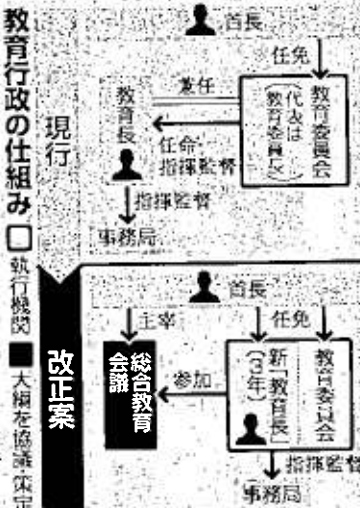 教育行政の仕組み
執行機関
大綱を協議・策定
現行
首長
任免
教育委員会
(代表は
教育委員長)
兼任
任命・
指揮監督
教育長
指揮監督
事務局
改正案
首長
主宰
任免
総合教育
会議
参加
教育委員会
新「教育長」
(3年)
指揮監督
事務局